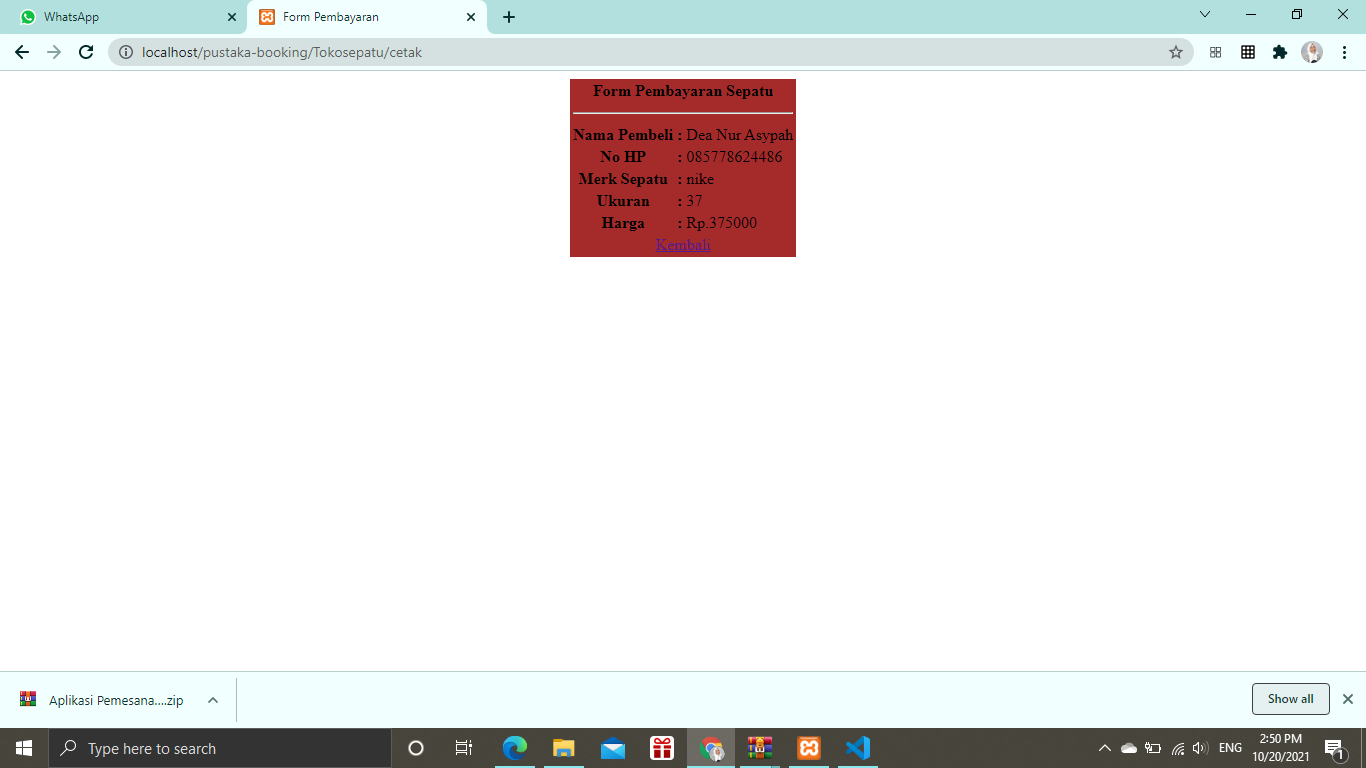 WhatsApp
Form Pembayaran
localhost/pustaka-booking/Tokosepatu/cetak
Form Pembayaran Sepatu
Nama Pembeli : Dea Nur Asypah
No HP : 085778624486
Merk Sepatu : nike
Ukuran : 37
Harga : Rp.375000
Kembali
Aplikasi Pemesana....zip
Show all
Type here to search
ENG
2:50 PM
10/20/2021
1